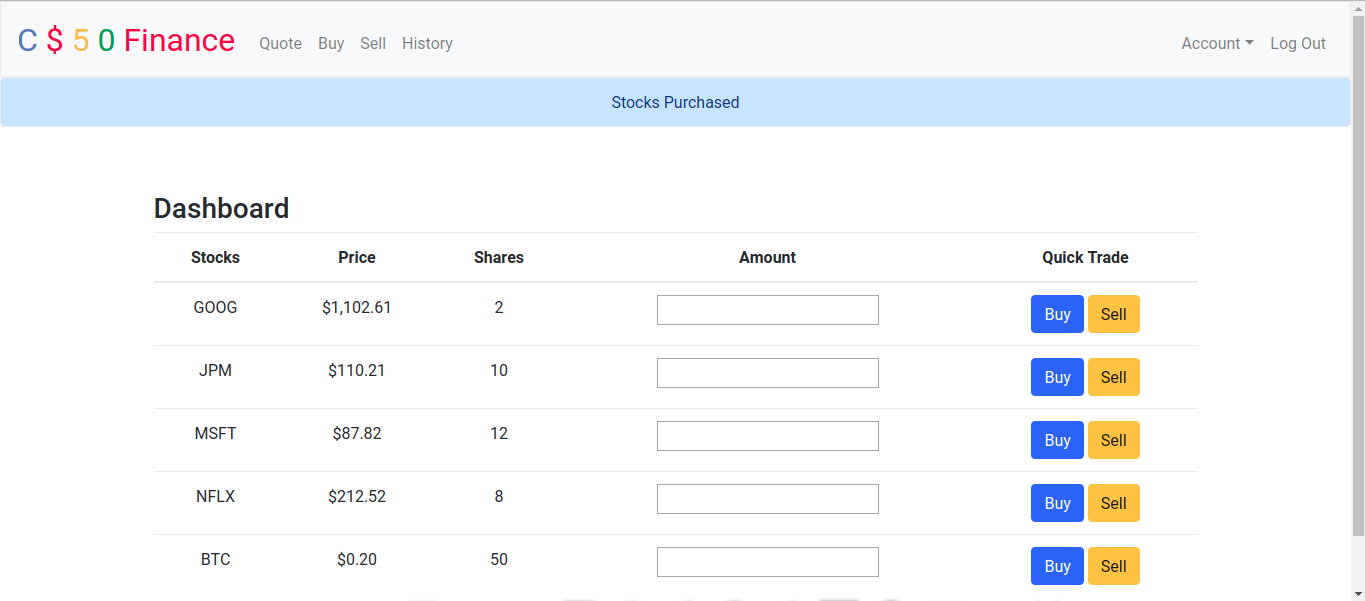 C $ 5 0 Finance Quote Buy Sell History Account Log Out
Stocks Purchased
Dashboard
Stocks Price Shares Amount Quick Trade
GOOG $1,102.61 2 Buy Sell
JPM $110.21 10 Buy Sell
MSFT $87.82 12 Buy Sell
NFLX $212.52 8 Buy Sell
BTC $0.20 50 Buy Sell